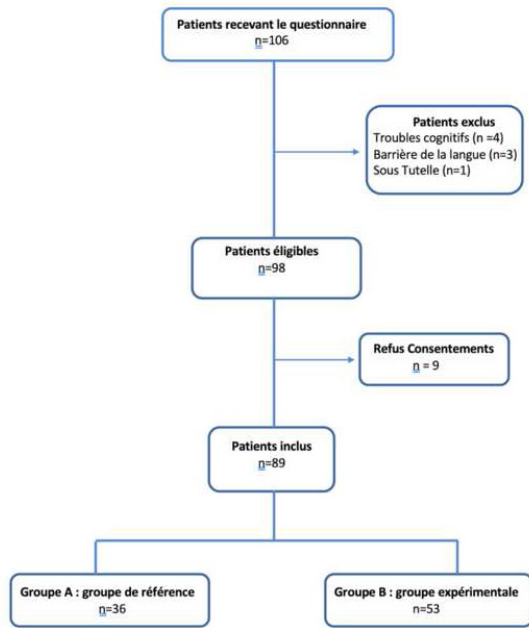 Patients recevant le questionnaire
n=106
Patients exclus
Troubles cognitifs (n =4)
Barrière de la langue (n=3)
Sous Tutelle (n=1)
Patients éligibles
n=98
Refus Consentements
n = 9
Patients inclus
n=89
Groupe A : groupe de référence
n=36
Groupe B : groupe expérimentale
n=53